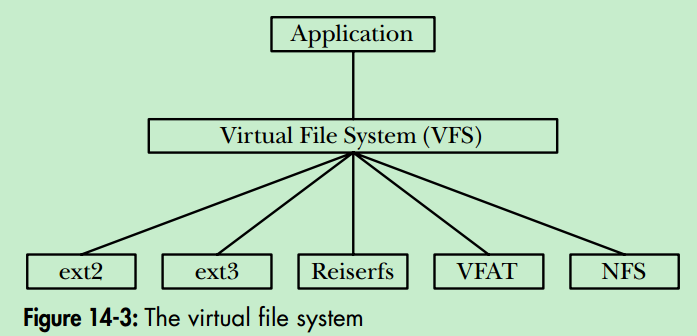 Application
Virtual File System (VFS)
ext2 ext3 Reiserfs VFAT NFS
Figure 14-3: The virtual file system